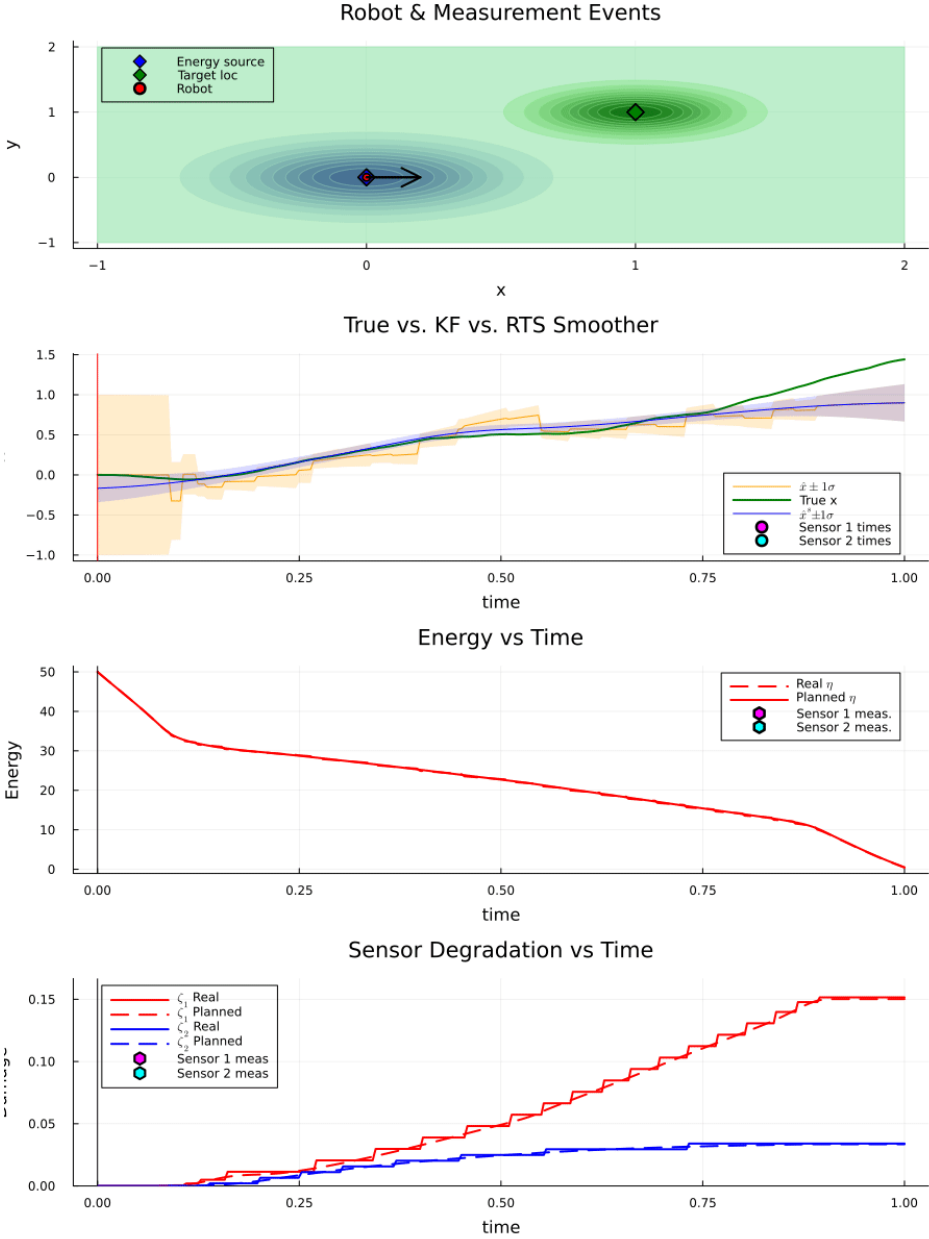 Robot & Measurement Events
Energy source
Target loc
Robot
y
2
1
0
−1
−1
0
1
2
x
True vs. KF vs. RTS Smoother
1.5
1.0
0.5
0.0
−0.5
−1.0
x̂ ± 1σ
True x
x̂ˢ±1σ
Sensor 1 times
Sensor 2 times
0.00
0.25
0.50
0.75
1.00
time
Energy vs Time
Energy
50
40
30
20
10
0
Real η
Planned η
Sensor 1 meas.
Sensor 2 meas.
0.00
0.25
0.50
0.75
1.00
time
Sensor Degradation vs Time
0.15
0.10
0.05
0.00
ζ₁ Real
ζ₁ Planned
ζ₂ Real
ζ₂ Planned
Sensor 1 meas
Sensor 2 meas
0.00
0.25
0.50
0.75
1.00
time